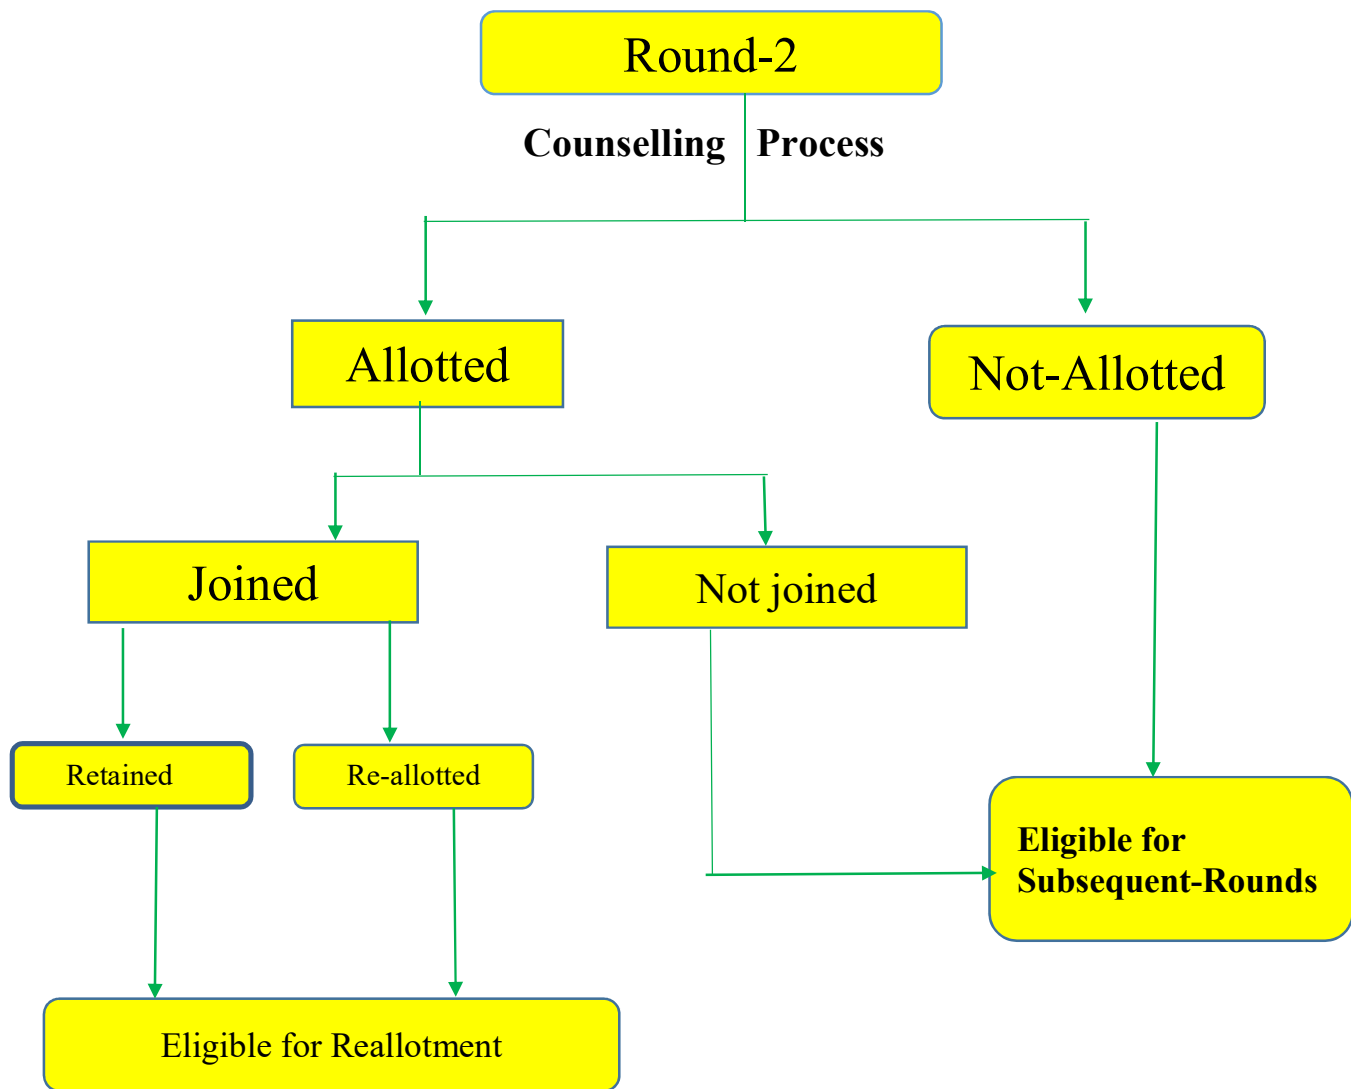 Round-2
Counselling Process
Allotted
Not-Allotted
Joined
Not joined
Retained
Re-allotted
Eligible for
Subsequent-Rounds
Eligible for Reallotment